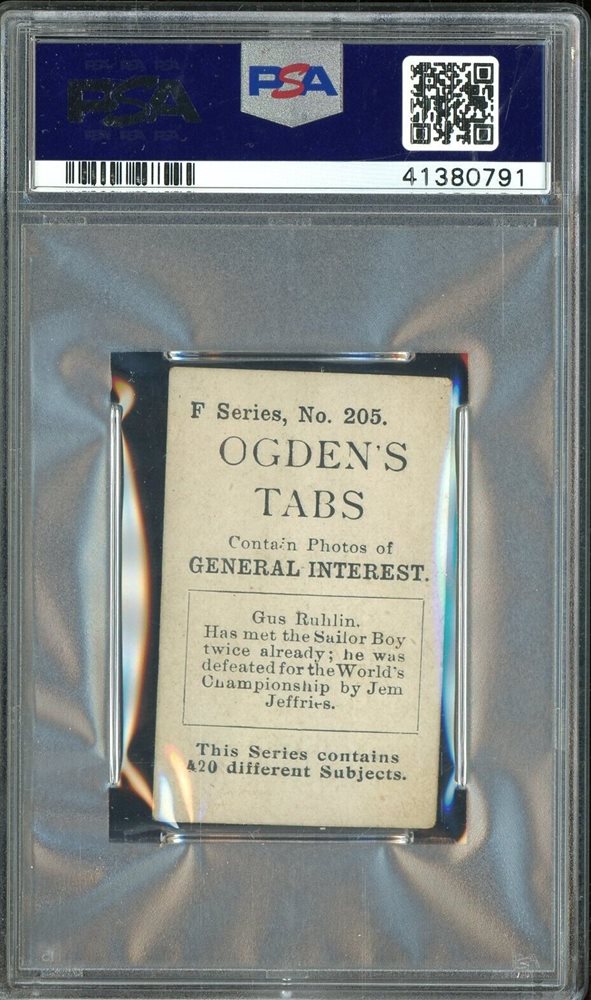 PSA
PSA
41380791
F Series, No. 205.
OGDEN'S
TABS
Contain Photos of
GENERAL INTEREST.
Gus Ruhlin.
Has met the Sailor Boy
twice already; he was
defeated for the World's
Championship by Jem
Jeffries.
This Series contains
420 different Subjects.